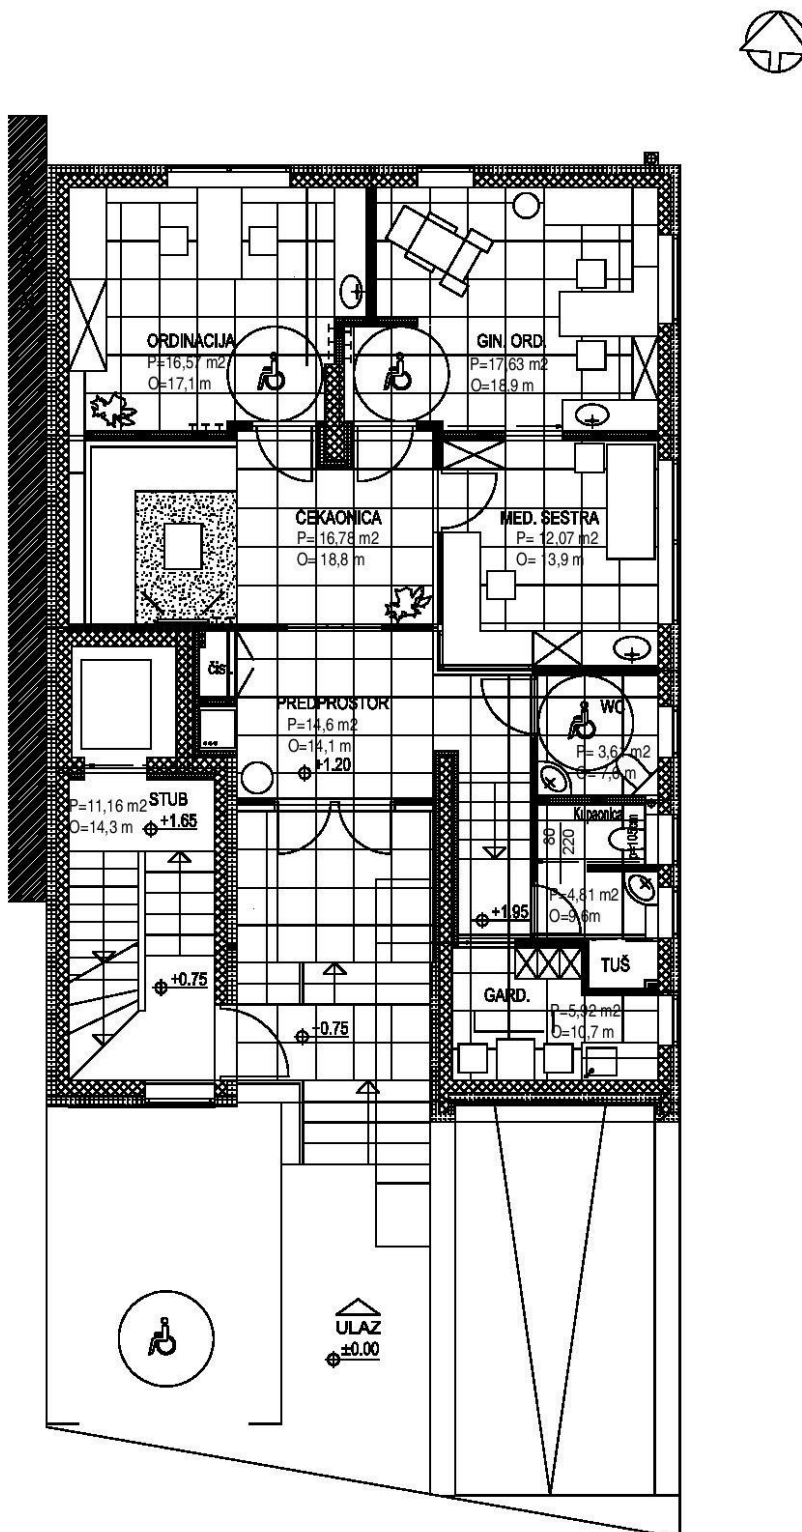 ORDINACIJA
P=16,57 m2
O=17,1 m
GIN. ORD.
P=17,63 m2
O=18,9 m
ČEKAONICA
P= 16,78 m2
O= 18,8 m
MED. SESTRA
P= 12,07 m2
O= 13,9 m
čis.
PREDPROSTOR
P=14,6 m2
O=14,1 m
+1.20
WC
P= 3,61 m2
O= 7,6 m
STUB
P=11,16 m2
O=14,3 m
+1.65
Kupaonica
80
220
p=105cm
P=4,81 m2
O=9,6m
+1.95
TUŠ
GARD.
P=5,92 m2
O=10,7 m
+0.75
+0.75
ULAZ
±0.00